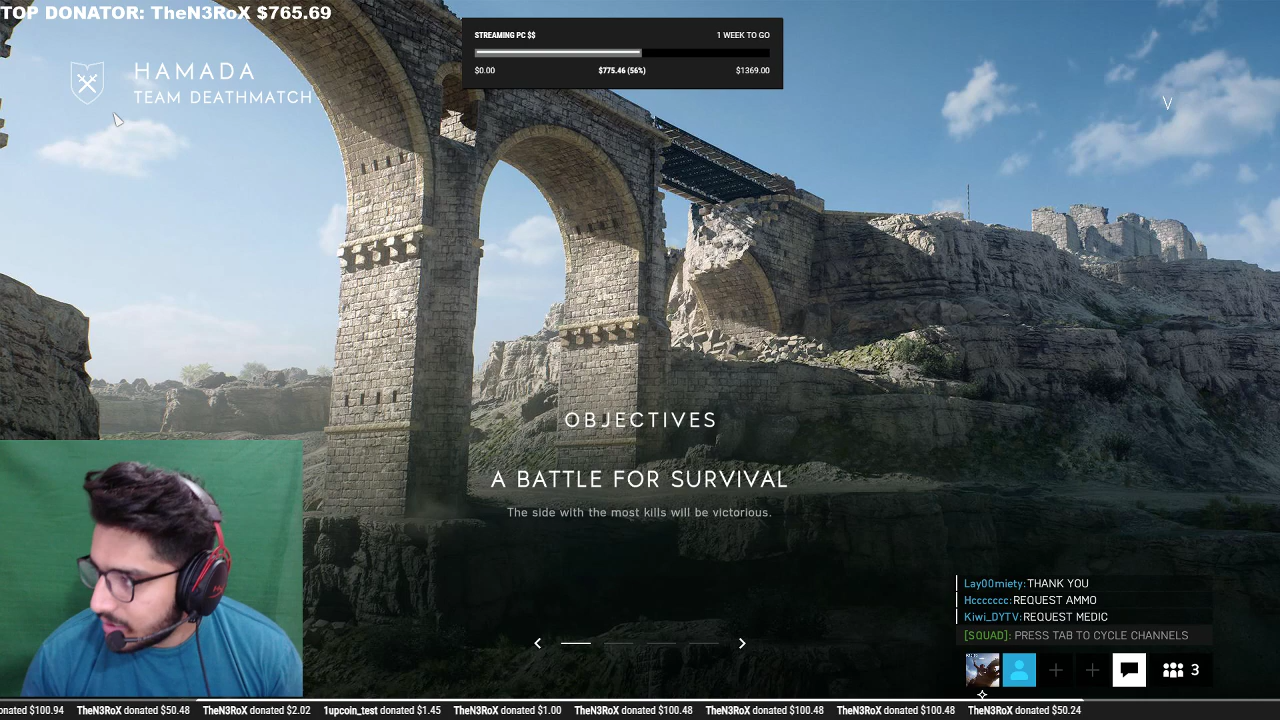 TOP DONATOR: TheN3RoX $765.69
STREAMING PC $$ 1 WEEK TO GO
$0.00 $775.46 (56%) $1369.00
HAMADA
TEAM DEATHMATCH
V
OBJECTIVES
A BATTLE FOR SURVIVAL
The side with the most kills will be victorious.
Lay00miety: THANK YOU
Hccccccc: REQUEST AMMO
Kiwi_DYTV: REQUEST MEDIC
[SQUAD]: PRESS TAB TO CYCLE CHANNELS
3
onated $100.94 TheN3RoX donated $50.48 TheN3RoX donated $2.02 1upcoin_test donated $1.45 TheN3RoX donated $1.00 TheN3RoX donated $100.48 TheN3RoX donated $100.48 TheN3RoX donated $100.48 TheN3RoX donated $50.24